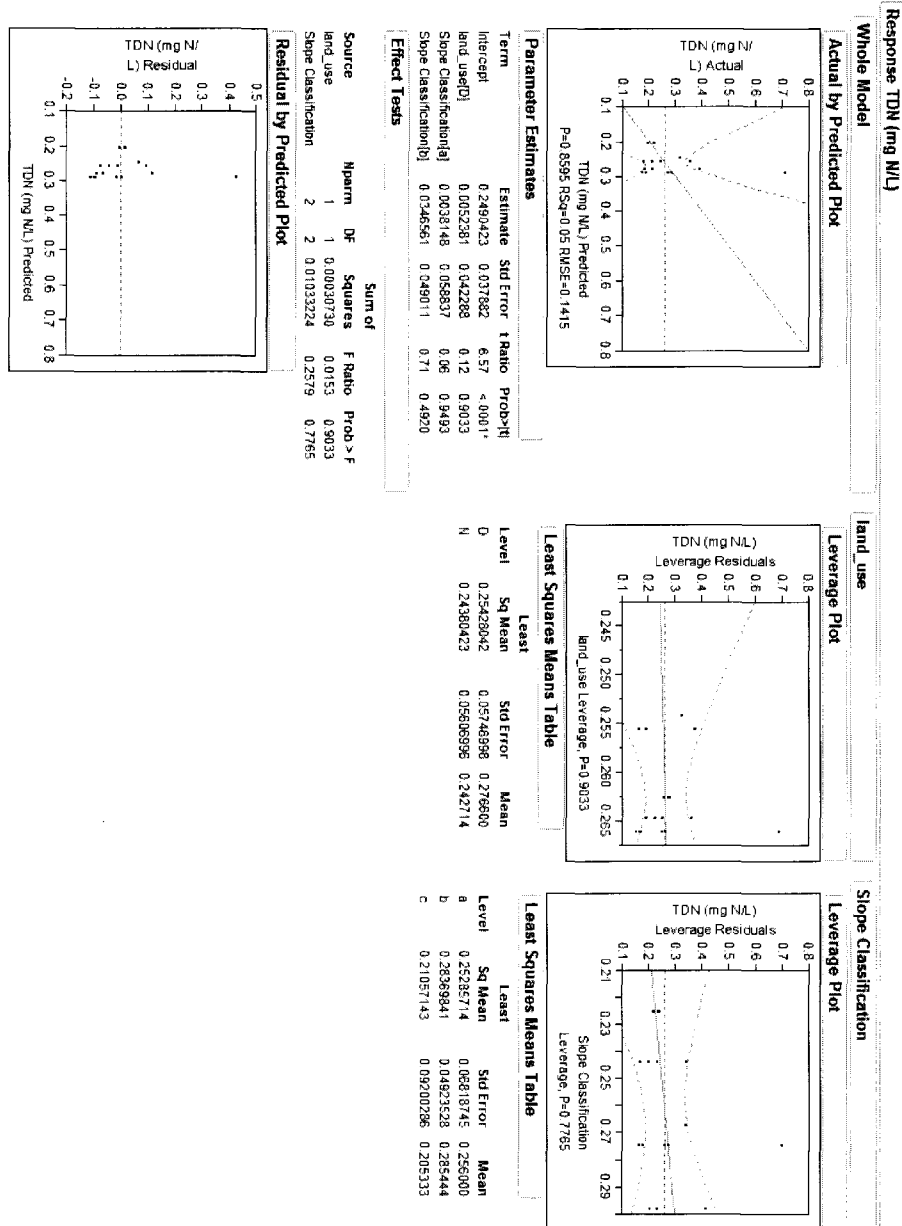 Response TDN (mg N/L)
Whole Model
Actual by Predicted Plot
TDN (mg N/
L) Actual
0.8
0.7
0.6
0.5
0.4
0.3
0.2
0.1
0.1 0.2 0.3 0.4 0.5 0.6 0.7 0.8
TDN (mg N/L) Predicted
P=0.8595 RSq=0.05 RMSE=0.1415
Parameter Estimates
Term Estimate Std Error t Ratio Prob>|t|
Intercept 0.2490423 0.037882 6.57 <.0001*
land_use[D] 0.0052381 0.042288 0.12 0.9033
Slope Classification[a] 0.0038148 0.058837 0.06 0.9493
Slope Classification[b] 0.0346561 0.049011 0.71 0.4920
Effect Tests
Sum of
Source Nparm DF Squares F Ratio Prob > F
land_use 1 1 0.00030730 0.0153 0.9033
Slope Classification 2 2 0.01033224 0.2579 0.7765
Residual by Predicted Plot
TDN (mg N/
L) Residual
0.5
0.4
0.3
0.2
0.1
0.0
-0.1
-0.2
0.1 0.2 0.3 0.4 0.5 0.6 0.7 0.8
TDN (mg N/L) Predicted
land_use
Leverage Plot
TDN (mg N/L)
Leverage Residuals
0.8
0.7
0.6
0.5
0.4
0.3
0.2
0.1
0.245 0.250 0.255 0.260 0.265
land_use Leverage, P=0.9033
Least Squares Means Table
Least
Level Sq Mean Std Error Mean
D 0.25428042 0.05746998 0.276600
N 0.24380423 0.05606996 0.242714
Slope Classification
Leverage Plot
TDN (mg N/L)
Leverage Residuals
0.8
0.7
0.6
0.5
0.4
0.3
0.2
0.1
0.21 0.23 0.25 0.27 0.29
Slope Classification
Leverage, P=0.7765
Least Squares Means Table
Least
Level Sq Mean Std Error Mean
a 0.25285714 0.06818745 0.256000
b 0.28369841 0.04923528 0.285444
c 0.21057143 0.09200286 0.205333